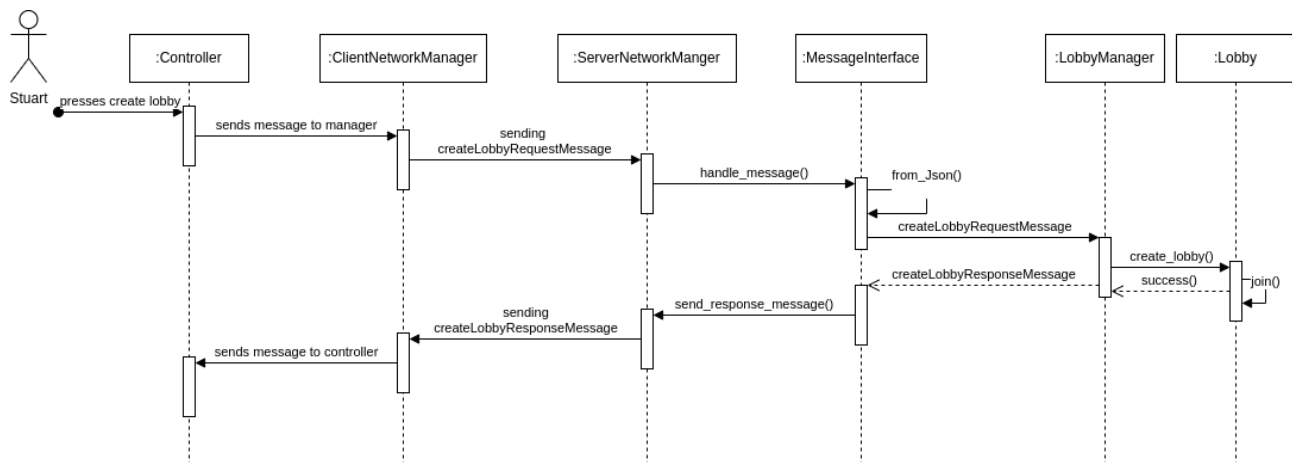 Stuart
:Controller
:ClientNetworkManager
:ServerNetworkManger
:MessageInterface
:LobbyManager
:Lobby
presses create lobby
sends message to manager
sending
createLobbyRequestMessage
handle_message()
from_Json()
createLobbyRequestMessage
create_lobby()
createLobbyResponseMessage
success()
join()
send_response_message()
sending
createLobbyResponseMessage
sends message to controller